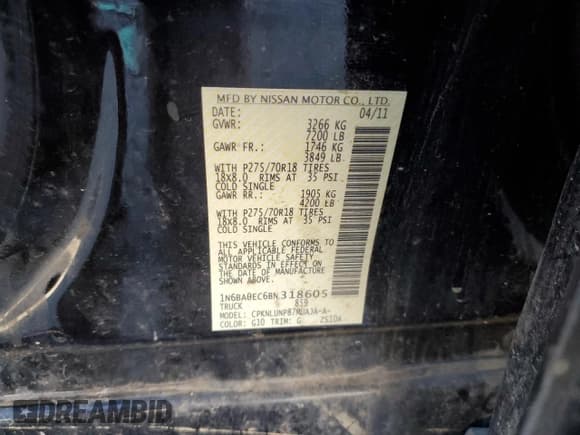 MFD BY NISSAN MOTOR CO., LTD.
DATE: 04/11
GVWR: 3266 KG
7200 LB
GAWR FR.: 1746 KG
3849 LB
WITH P275/70R18 TIRES
18X8.0 RIMS AT 35 PSI
COLD SINGLE
GAWR RR.: 1905 KG
4200 LB
WITH P275/70R18 TIRES
18X8.0 RIMS AT 35 PSI
COLD SINGLE
THIS VEHICLE CONFORMS TO
ALL APPLICABLE FEDERAL
MOTOR VEHICLE SAFETY
STANDARDS IN EFFECT ON
THE DATE OF MANUFACTURE
SHOWN ABOVE.
1N6BA0EC6BN318605
TRUCK 839
MODEL: CPKNLUNP87MUAJA-A-
COLOR: G10 TRIM: G
DREAMBID